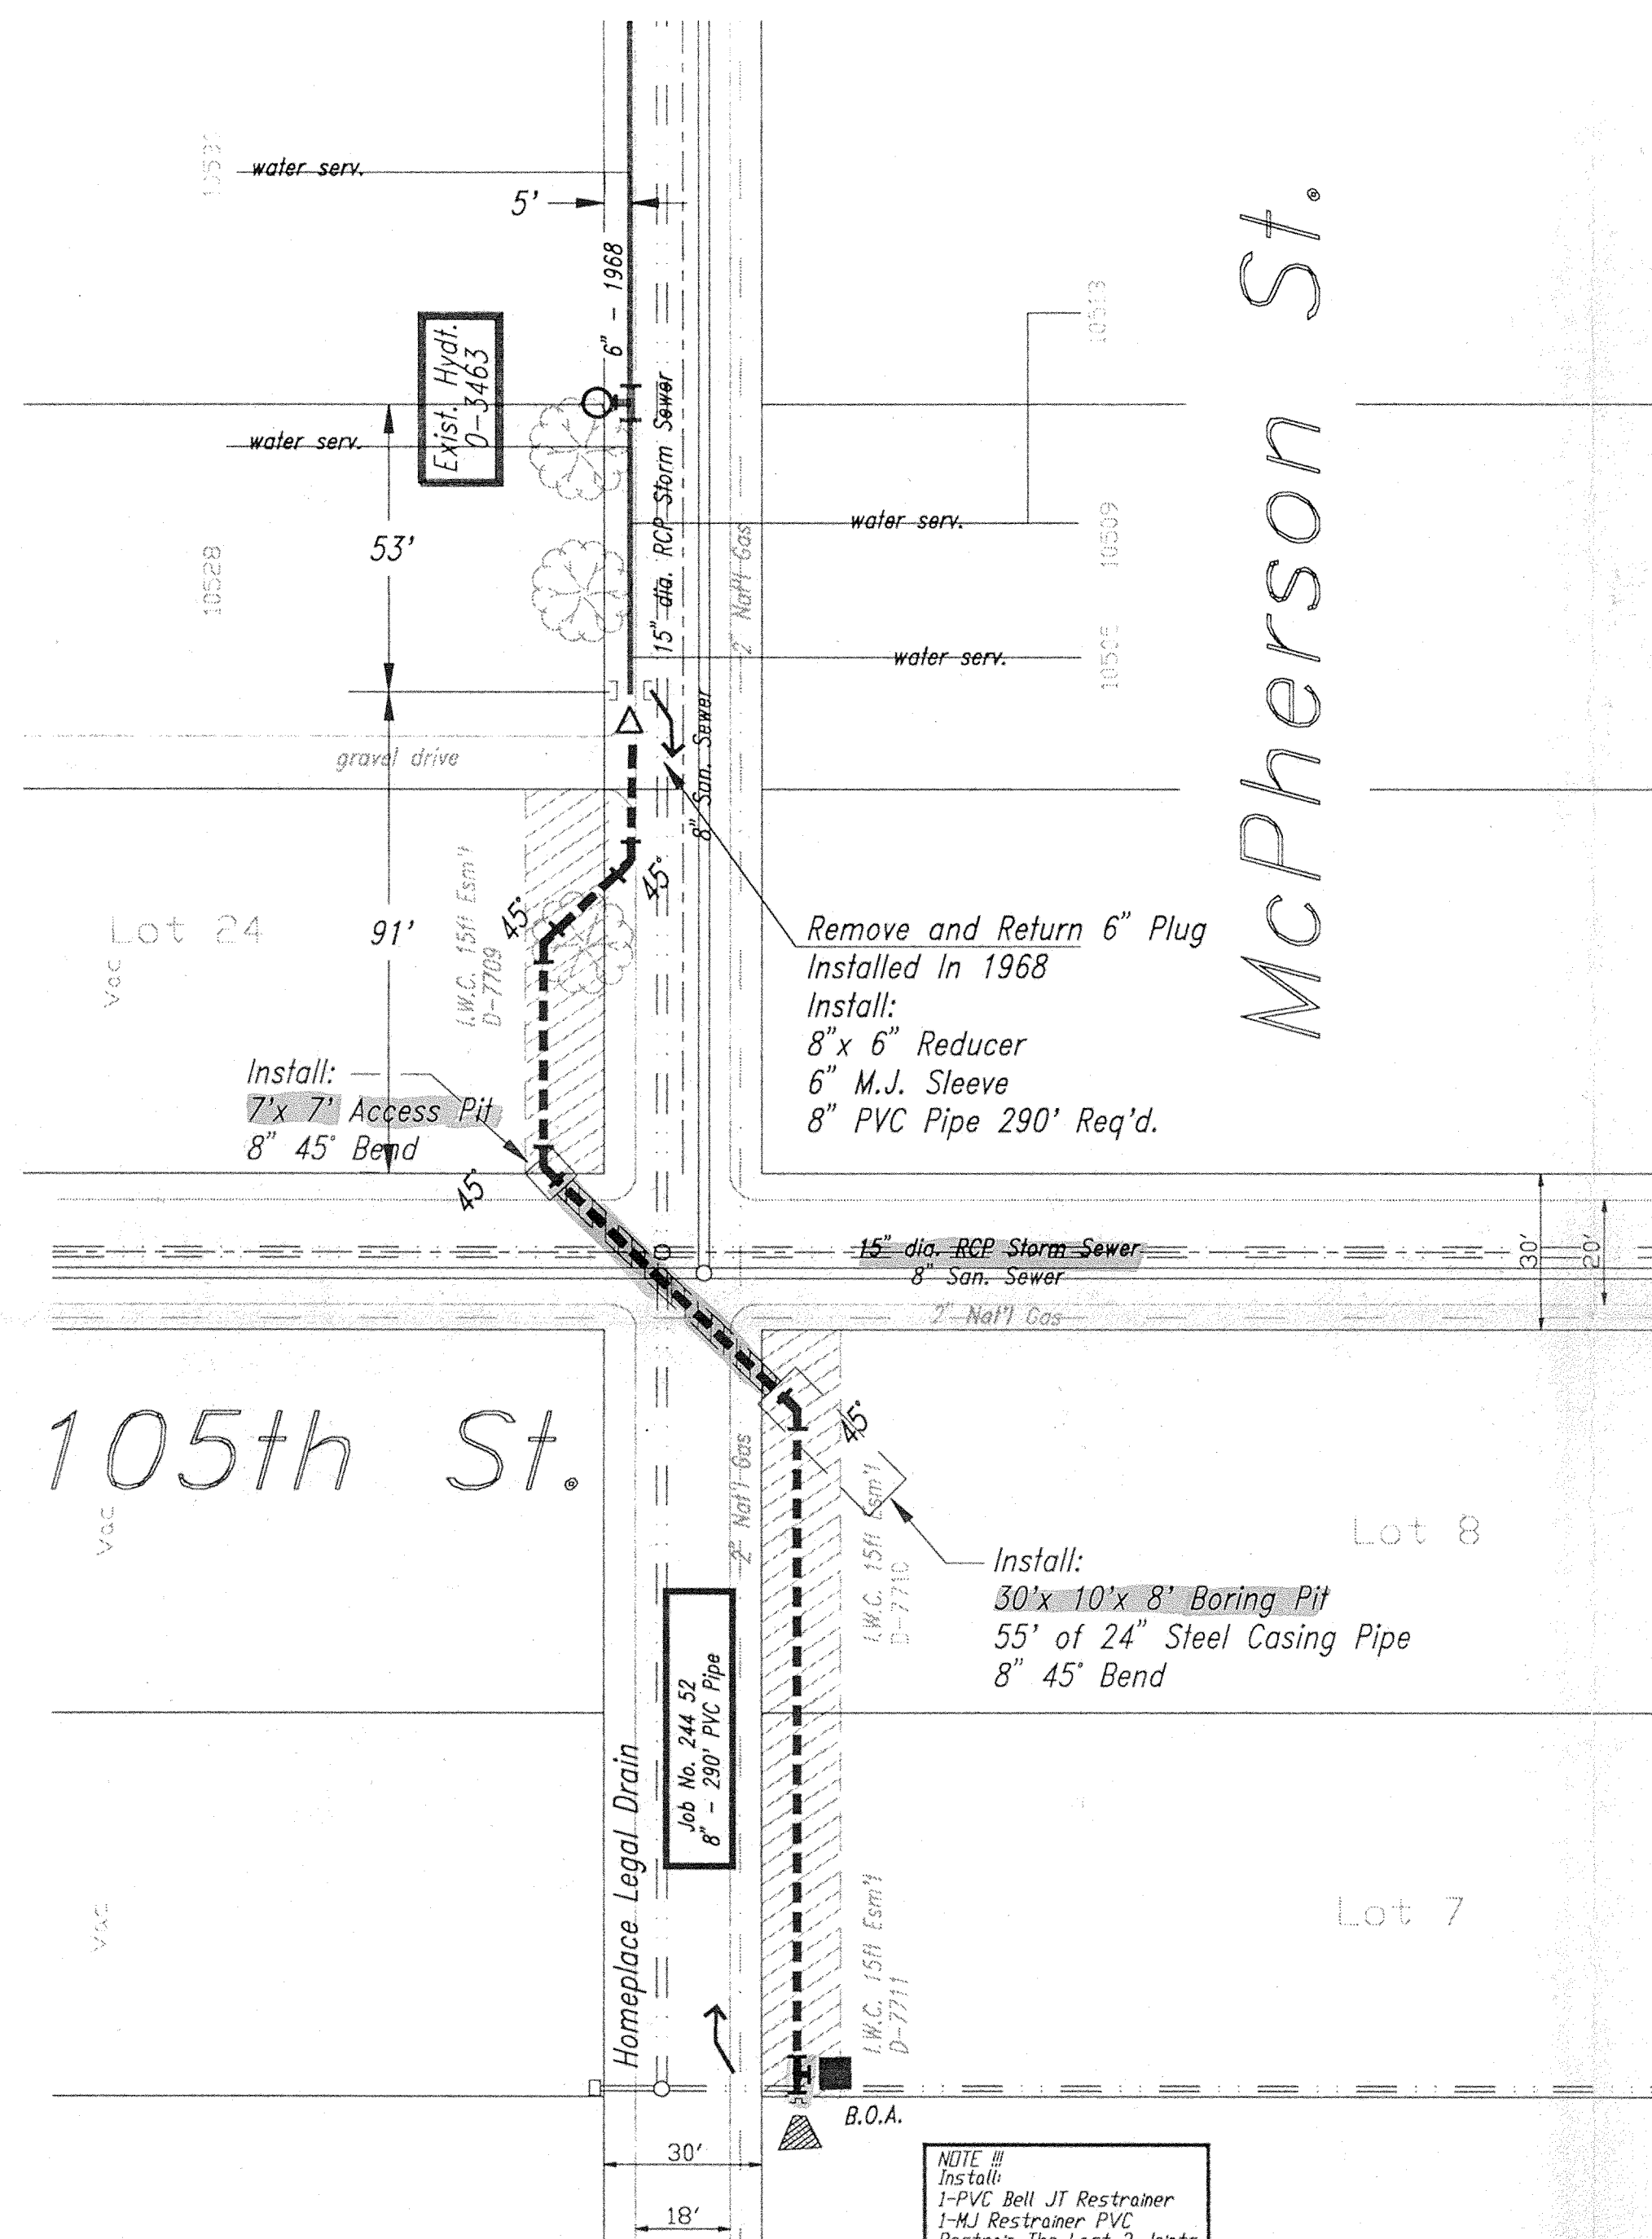 water serv.
5'
6" - 1968
Exist. Hydt.
O-3463
water serv.
15" dia. RCP Storm Sewer
10513
water serv.
10509
53'
10528
2" Nat'l Gas
water serv.
McPherson St.
8" San. Sewer
gravel drive
45°
45°
I.W.C. 15ft Esm't
D-7709
Lot 24
vac
91'
Remove and Return 6" Plug
Installed In 1968
Install:
8"x 6" Reducer
6" M.J. Sleeve
8" PVC Pipe 290' Req'd.
Install:
7'x 7' Access Pit
8" 45° Bend
45°
15" dia. RCP Storm Sewer
8" San. Sewer
2" Nat'l Gas
30'
20'
105th St.
vac
45°
2" Nat'l Gas
I.W.C. 15ft Esm't
D-7710
Lot 8
Install:
30'x 10'x 8' Boring Pit
55' of 24" Steel Casing Pipe
8" 45° Bend
Job No. 244 52
8" - 290' PVC Pipe
Homeplace Legal Drain
vac
I.W.C. 15ft Esm't
D-7711
Lot 7
B.O.A.
30'
18'
NOTE !!!
Install:
1-PVC Bell JT Restrainer
1-MJ Restrainer PVC